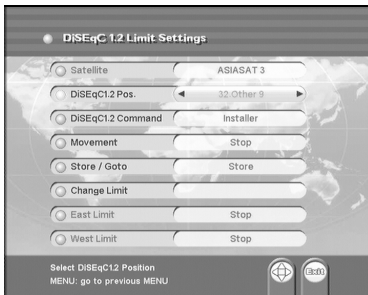 DiSEqC 1.2 Limit Settings
Satellite ASIASAT 3
DiSEqC1.2 Pos. 32 Other 9
DiSEqC1.2 Command Installer
Movement Stop
Store / Goto Store
Change Limit
East Limit Stop
West Limit Stop
Select DiSEqC1.2 Position
MENU: go to previous MENU
Exit